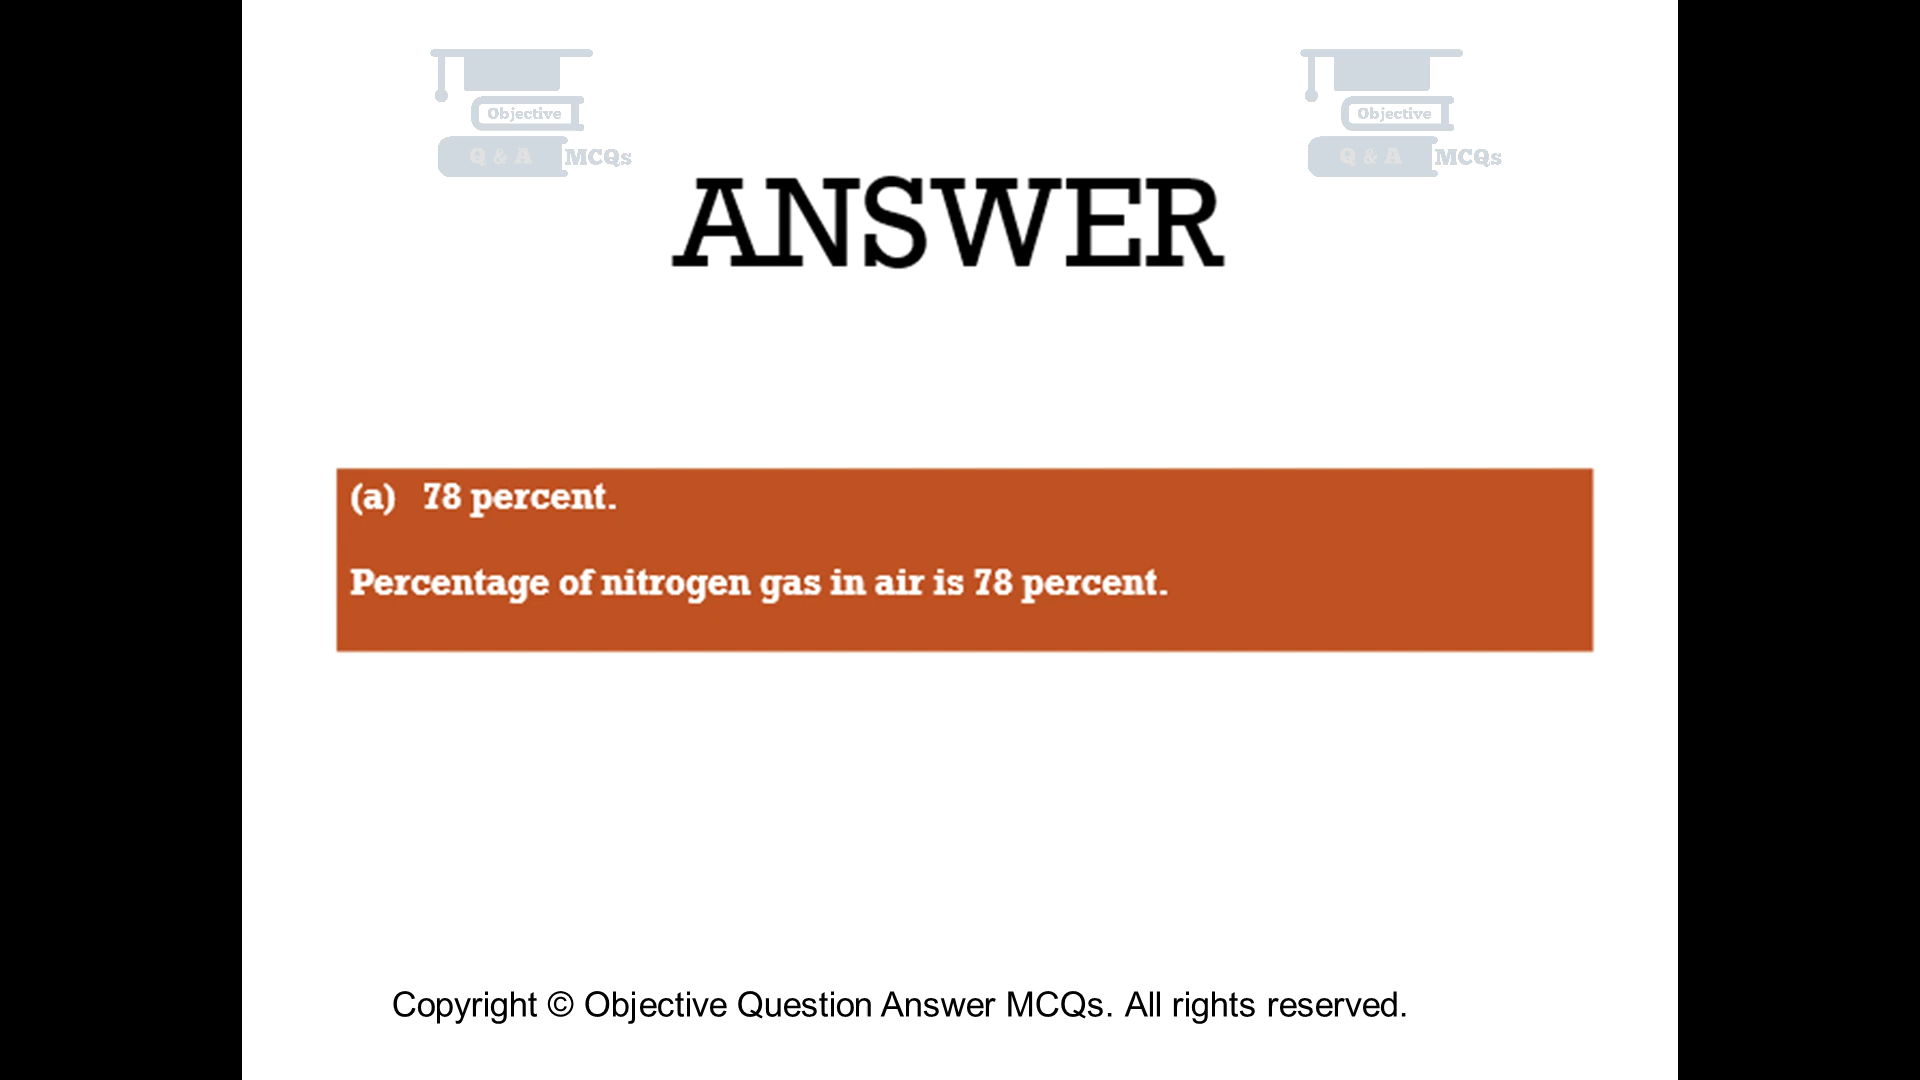 Objective
Q & A MCQs
Objective
Q & A MCQs
ANSWER
(a) 78 percent.
Percentage of nitrogen gas in air is 78 percent.
Copyright © Objective Question Answer MCQs. All rights reserved.